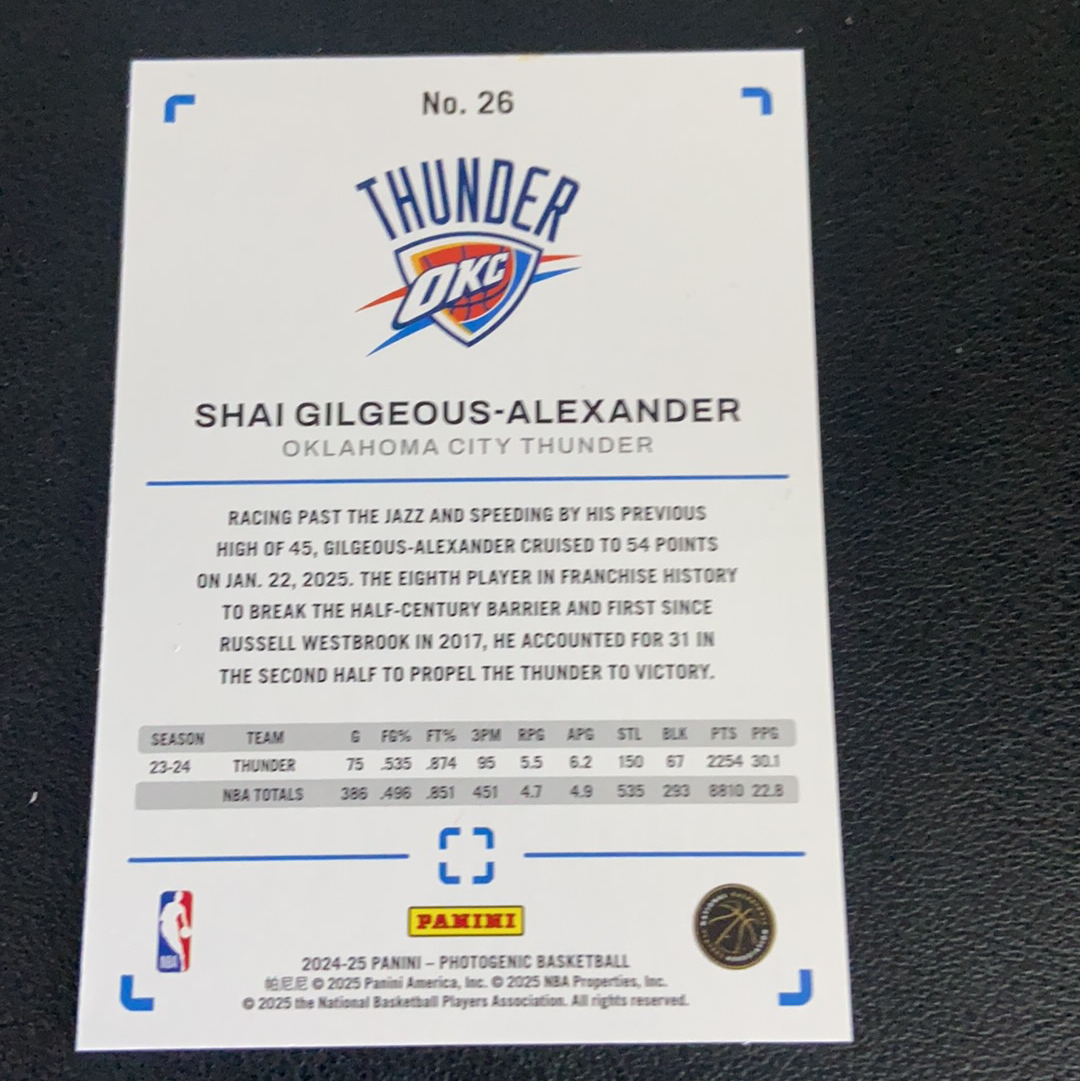 No. 26
THUNDER
OKC
SHAI GILGEOUS-ALEXANDER
OKLAHOMA CITY THUNDER
RACING PAST THE JAZZ AND SPEEDING BY HIS PREVIOUS
HIGH OF 45, GILGEOUS-ALEXANDER CRUISED TO 54 POINTS
ON JAN. 22, 2025. THE EIGHTH PLAYER IN FRANCHISE HISTORY
TO BREAK THE HALF-CENTURY BARRIER AND FIRST SINCE
RUSSELL WESTBROOK IN 2017, HE ACCOUNTED FOR 31 IN
THE SECOND HALF TO PROPEL THE THUNDER TO VICTORY.
SEASON TEAM G FG% FT% 3PM RPG APG STL BLK PTS PPG
23-24 THUNDER 75 .535 .874 95 5.5 6.2 150 67 2254 30.1
NBA TOTALS 386 .496 .851 451 4.7 4.9 535 293 8810 22.8
NBA
PANINI
2024-25 PANINI – PHOTOGENIC BASKETBALL
帕尼尼 © 2025 Panini America, Inc. © 2025 NBA Properties, Inc.
© 2025 the National Basketball Players Association. All rights reserved.